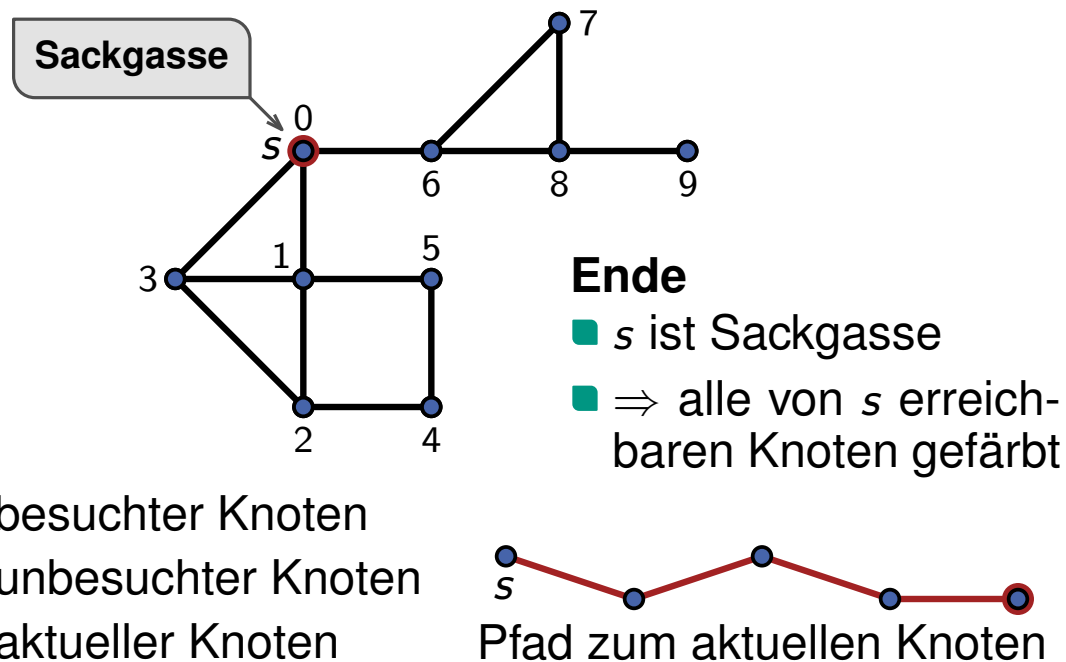 7
Sackgasse
0
s
6
8
9
1
5
3
2
4
Ende
s ist Sackgasse
⇒ alle von s erreich-
baren Knoten gefärbt
besuchter Knoten
unbesuchter Knoten
aktueller Knoten
s
Pfad zum aktuellen Knoten